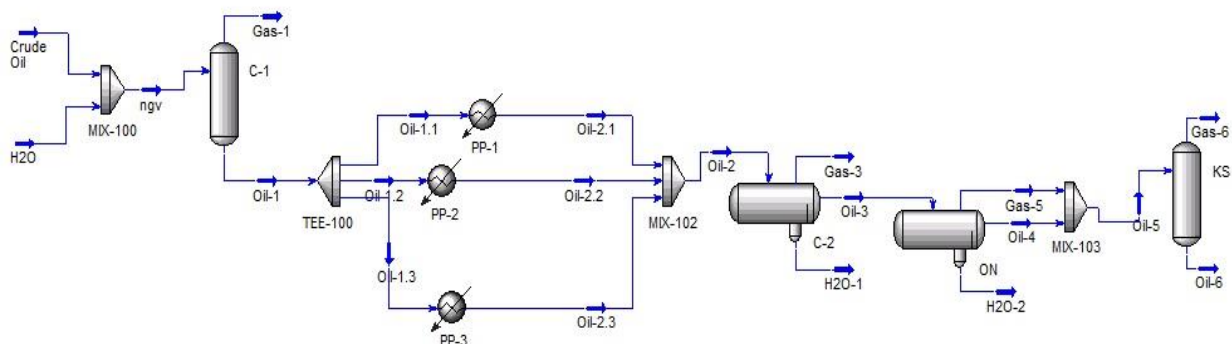 Crude
Oil
H2O
MIX-100
ngv
Gas-1
C-1
Oil-1
TEE-100
Oil-1.1
Oil-1.2
Oil-1.3
PP-1
PP-2
PP-3
Oil-2.1
Oil-2.2
Oil-2.3
MIX-102
Oil-2
Gas-3
Oil-3
C-2
H2O-1
Gas-5
Oil-4
ON
H2O-2
MIX-103
Oil-5
Gas-6
KS
Oil-6